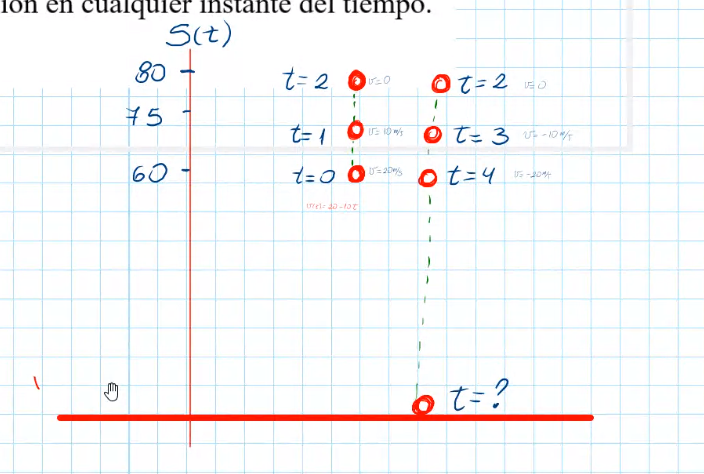 ión en cualquier instante del tiempo.
S(t)
80
t=2 v=0
t=2 v=0
75
t=1 v=10 m/s
t=3 v=-10 m/s
60
t=0 v=20 m/s
t=4 v=-20 m/s
v(t)=20-10t
t=?